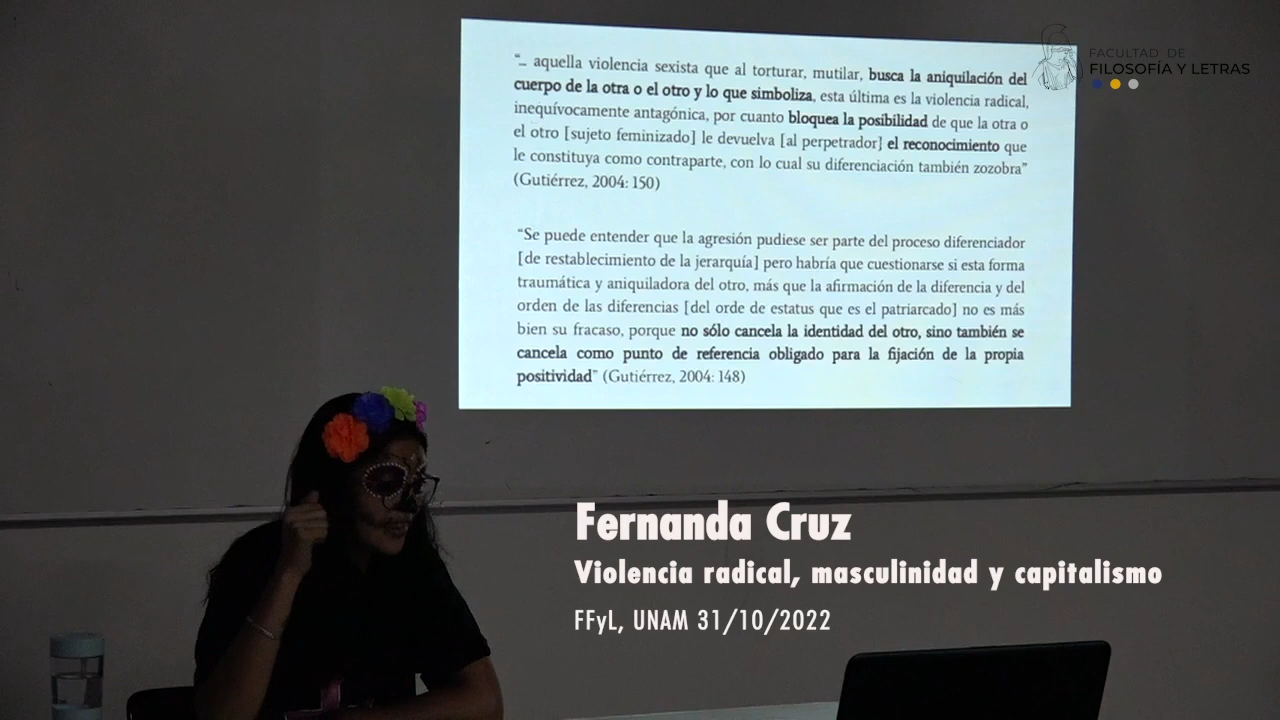 “... aquella violencia sexista que al torturar, mutilar, busca la aniquilación del
cuerpo de la otra o el otro y lo que simboliza, esta última es la violencia radical,
inequívocamente antagónica, por cuanto bloquea la posibilidad de que la otra o
el otro [sujeto feminizado] le devuelva [al perpetrador] el reconocimiento que
le constituya como contraparte, con lo cual su diferenciación también zozobra”
(Gutiérrez, 2004: 150)
“Se puede entender que la agresión pudiese ser parte del proceso diferenciador
[de restablecimiento de la jerarquía] pero habría que cuestionarse si esta forma
traumática y aniquiladora del otro, más que la afirmación de la diferencia y del
orden de las diferencias [del orde de estatus que es el patriarcado] no es más
bien su fracaso, porque no sólo cancela la identidad del otro, sino también se
cancela como punto de referencia obligado para la fijación de la propia
positividad” (Gutiérrez, 2004: 148)
FACULTAD DE
FILOSOFÍA Y LETRAS
Fernanda Cruz
Violencia radical, masculinidad y capitalismo
FFyL, UNAM 31/10/2022